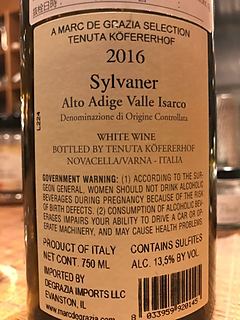 A MARC DE GRAZIA SELECTION
TENUTA KÖFERERHOF
2016
Sylvaner
Alto Adige Valle Isarco
Denominazione di Origine Controllata
WHITE WINE
BOTTLED BY TENUTA KÖFERERHOF
NOVACELLA/VARNA - ITALIA
L224
GOVERNMENT WARNING: (1) ACCORDING TO THE SUR-
GEON GENERAL, WOMEN SHOULD NOT DRINK ALCOHOLIC
BEVERAGES DURING PREGNANCY BECAUSE OF THE RISK
OF BIRTH DEFECTS. (2) CONSUMPTION OF ALCOHOLIC BEV-
ERAGES IMPAIRS YOUR ABILITY TO DRIVE A CAR OR OP-
ERATE MACHINERY, AND MAY CAUSE HEALTH PROBLEMS.
PRODUCT OF ITALY
NET CONT. 750 ML
CONTAINS SULFITES
ALC. 13,5% BY VOL.
IMPORTED BY
DEGRAZIA IMPORTS LLC
EVANSTON, IL
www.marcdegrazia.com
8 033959 920145